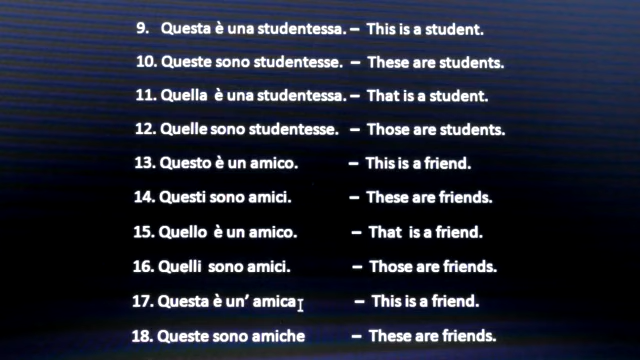 9. Questa è una studentessa. – This is a student.
10. Queste sono studentesse. – These are students.
11. Quella è una studentessa. – That is a student.
12. Quelle sono studentesse. – Those are students.
13. Questo è un amico. – This is a friend.
14. Questi sono amici. – These are friends.
15. Quello è un amico. – That is a friend.
16. Quelli sono amici. – Those are friends.
17. Questa è un' amica – This is a friend.
18. Queste sono amiche – These are friends.